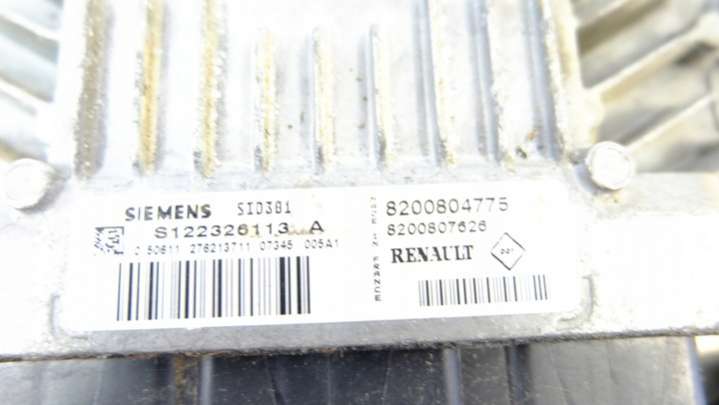 SIEMENS SID301
S122326113 A
0 50611 276213711 07345 005A1
8200804775
8200807626
RENAULT